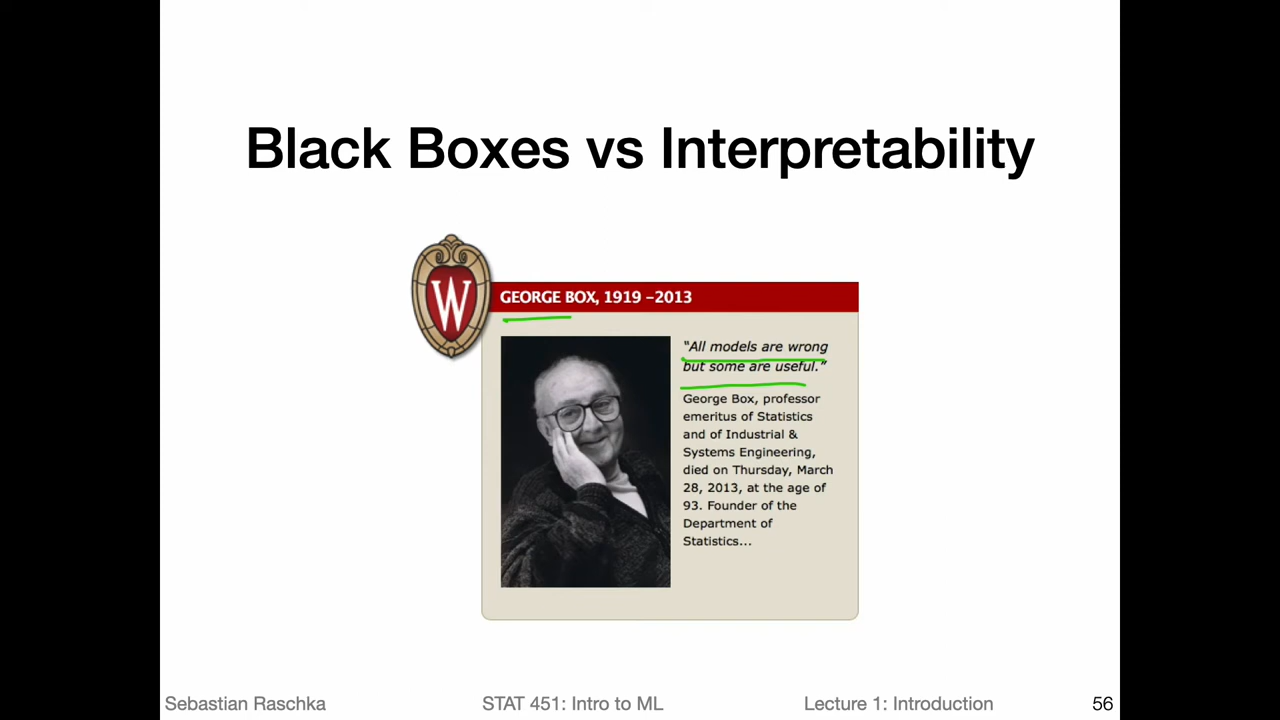 Black Boxes vs Interpretability
W
GEORGE BOX, 1919 –2013
"All models are wrong
but some are useful."
George Box, professor
emeritus of Statistics
and of Industrial &
Systems Engineering,
died on Thursday, March
28, 2013, at the age of
93. Founder of the
Department of
Statistics...
Sebastian Raschka
STAT 451: Intro to ML
Lecture 1: Introduction
56